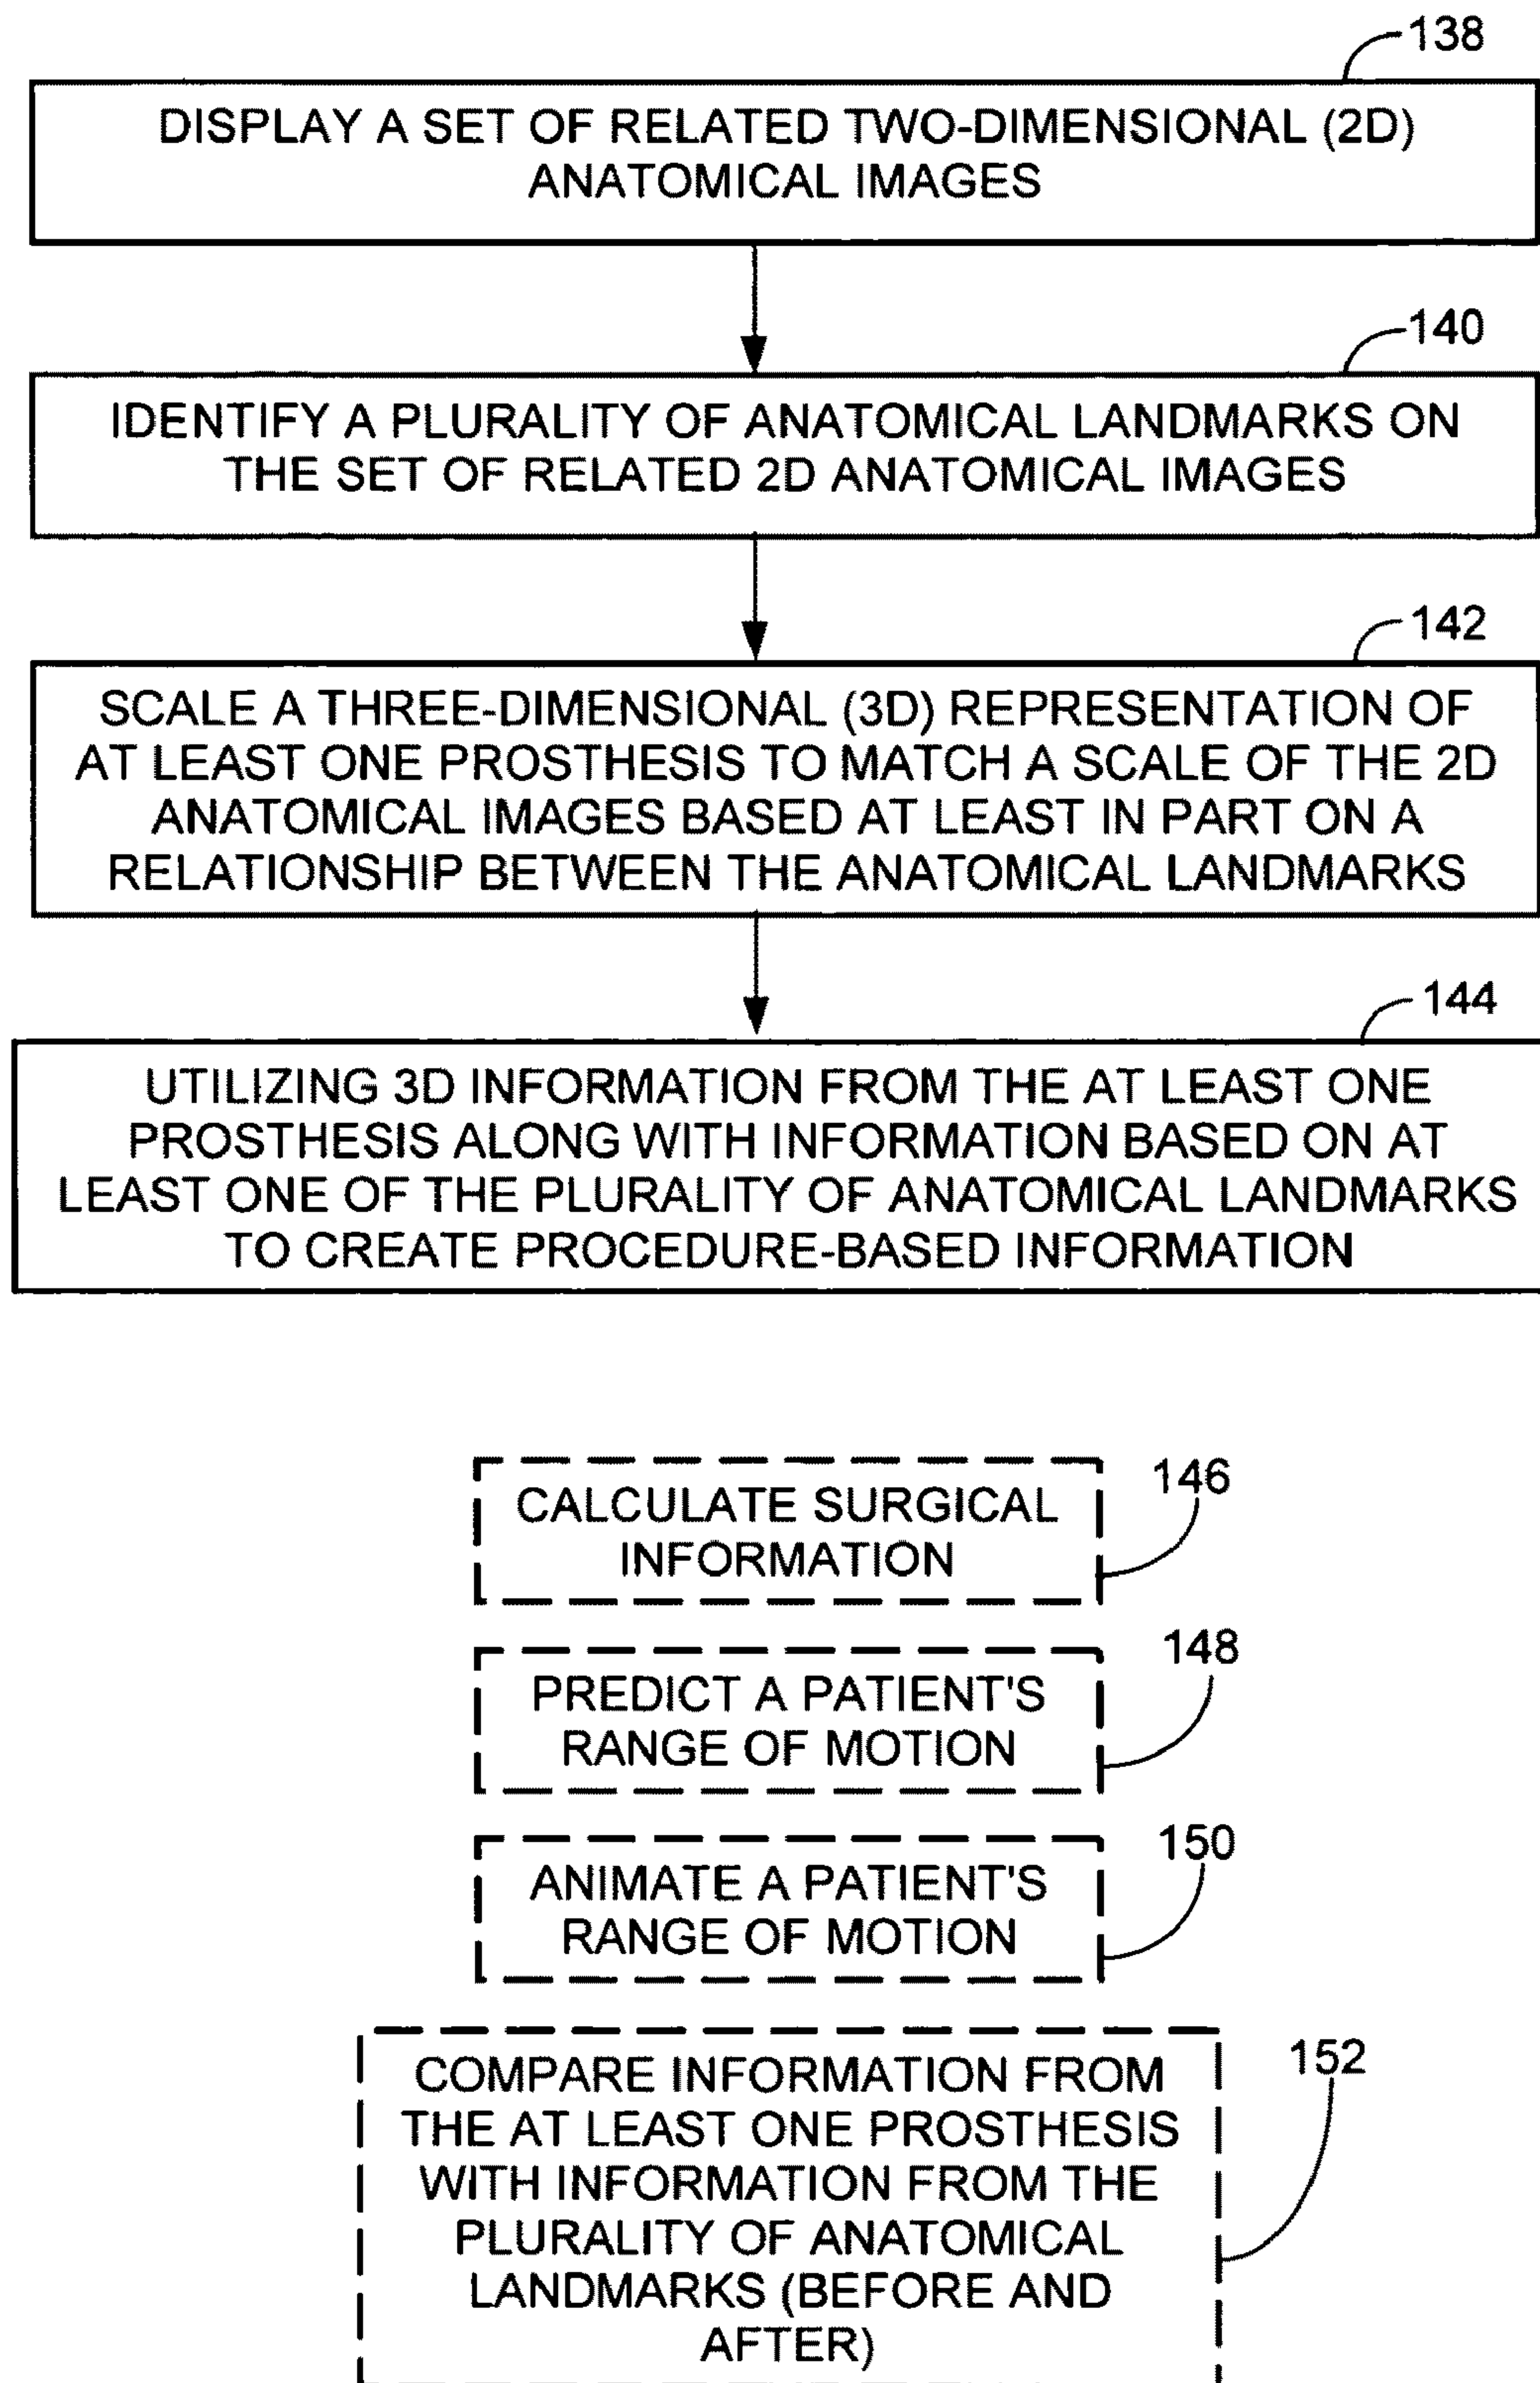 138
DISPLAY A SET OF RELATED TWO-DIMENSIONAL (2D)
ANATOMICAL IMAGES
140
IDENTIFY A PLURALITY OF ANATOMICAL LANDMARKS ON
THE SET OF RELATED 2D ANATOMICAL IMAGES
142
SCALE A THREE-DIMENSIONAL (3D) REPRESENTATION OF
AT LEAST ONE PROSTHESIS TO MATCH A SCALE OF THE 2D
ANATOMICAL IMAGES BASED AT LEAST IN PART ON A
RELATIONSHIP BETWEEN THE ANATOMICAL LANDMARKS
144
UTILIZING 3D INFORMATION FROM THE AT LEAST ONE
PROSTHESIS ALONG WITH INFORMATION BASED ON AT
LEAST ONE OF THE PLURALITY OF ANATOMICAL LANDMARKS
TO CREATE PROCEDURE-BASED INFORMATION
146
CALCULATE SURGICAL
INFORMATION
148
PREDICT A PATIENT'S
RANGE OF MOTION
150
ANIMATE A PATIENT'S
RANGE OF MOTION
152
COMPARE INFORMATION FROM
THE AT LEAST ONE PROSTHESIS
WITH INFORMATION FROM THE
PLURALITY OF ANATOMICAL
LANDMARKS (BEFORE AND
AFTER)